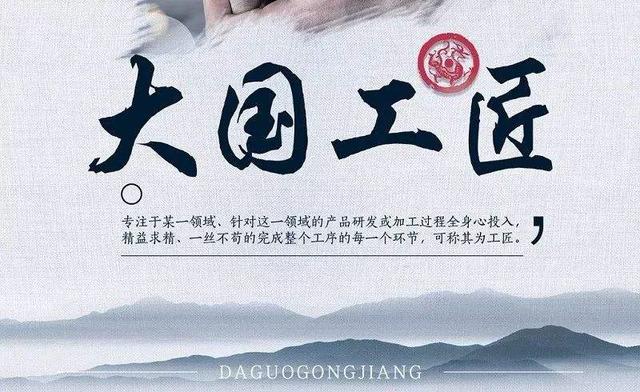 大国工匠
专注于某一领域、针对这一领域的产品研发或加工过程全身心投入,
精益求精、一丝不苟的完成整个工序的每一个环节,可称其为工匠。
DAGUOGONGJIANG